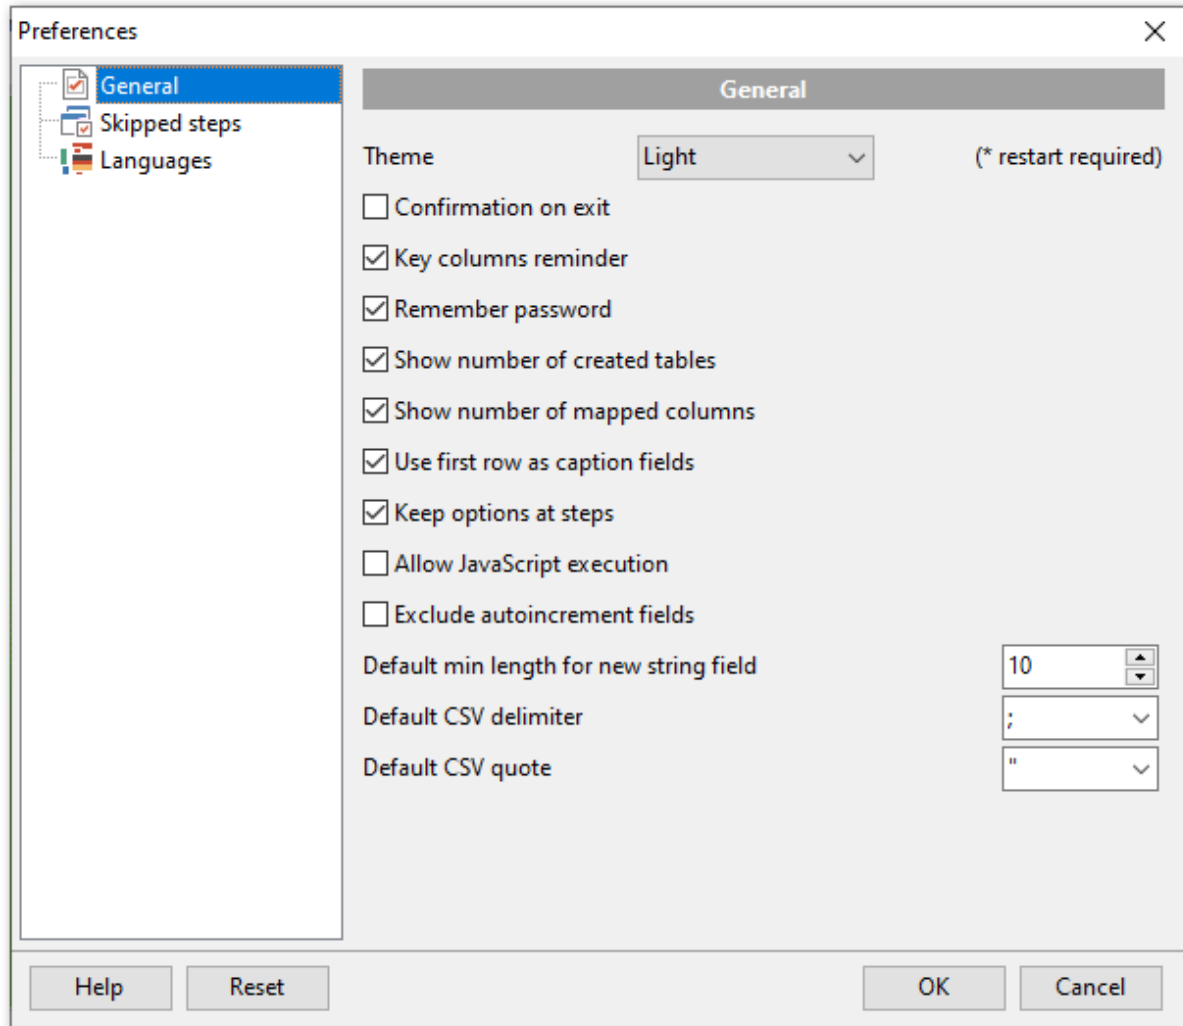 Preferences
General
Skipped steps
Languages
General
Theme Light (* restart required)
Confirmation on exit
Key columns reminder
Remember password
Show number of created tables
Show number of mapped columns
Use first row as caption fields
Keep options at steps
Allow JavaScript execution
Exclude autoincrement fields
Default min length for new string field 10
Default CSV delimiter ;
Default CSV quote "
Help Reset OK Cancel